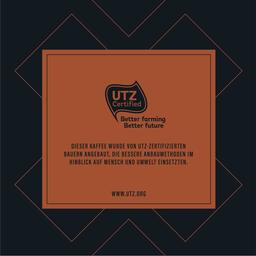 UTZ
Certified
Better farming
Better future
DIESER KAFFEE WURDE VON UTZ-ZERTIFIZIERTEN
BAUERN ANGEBAUT, DIE BESSERE ANBAUMETHODEN IM
HINBLICK AUF MENSCH UND UMWELT EINSETZTEN.
WWW.UTZ.ORG